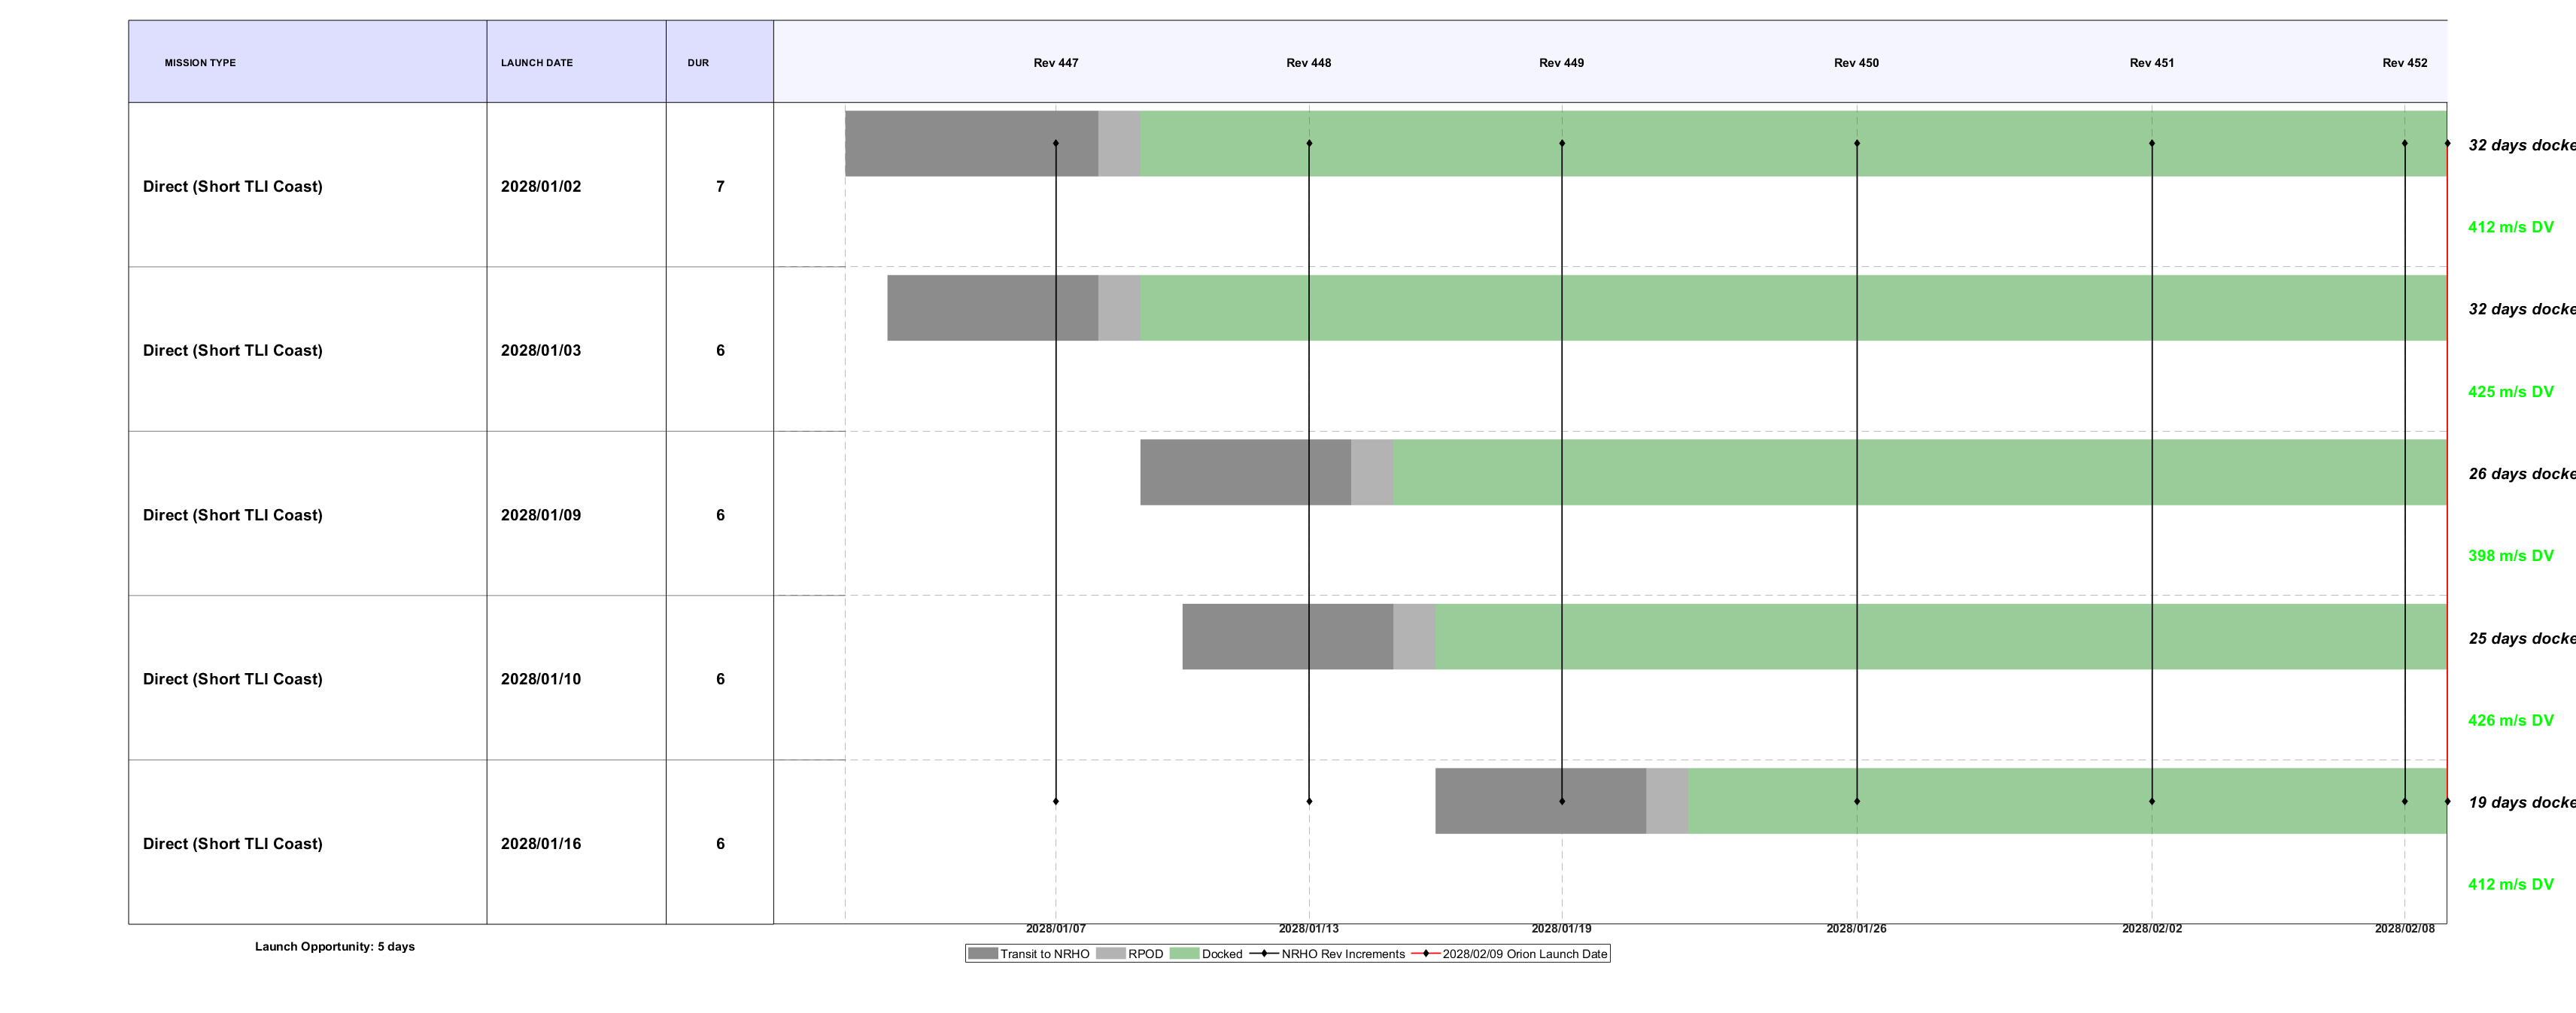 MISSION TYPE LAUNCH DATE DUR Rev 447 Rev 448 Rev 449 Rev 450 Rev 451 Rev 452
32 days docke
Direct (Short TLI Coast) 2028/01/02 7
412 m/s DV
32 days docke
Direct (Short TLI Coast) 2028/01/03 6
425 m/s DV
26 days docke
Direct (Short TLI Coast) 2028/01/09 6
398 m/s DV
25 days docke
Direct (Short TLI Coast) 2028/01/10 6
426 m/s DV
19 days docke
Direct (Short TLI Coast) 2028/01/16 6
412 m/s DV
2028/01/07 2028/01/13 2028/01/19 2028/01/26 2028/02/02 2028/02/08
Launch Opportunity: 5 days
Transit to NRHO RPOD Docked NRHO Rev Increments 2028/02/09 Orion Launch Date